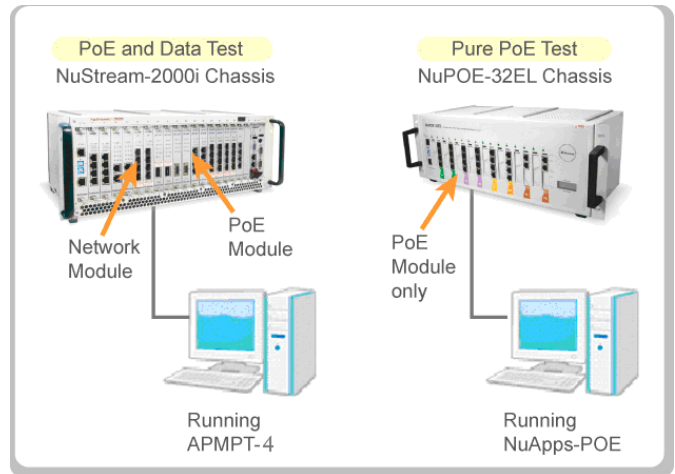 PoE and Data Test
NuStream-2000i Chassis
Network
Module
PoE
Module
Running
APMPT-4
Pure PoE Test
NuPOE-32EL Chassis
PoE
Module
only
Running
NuApps-POE